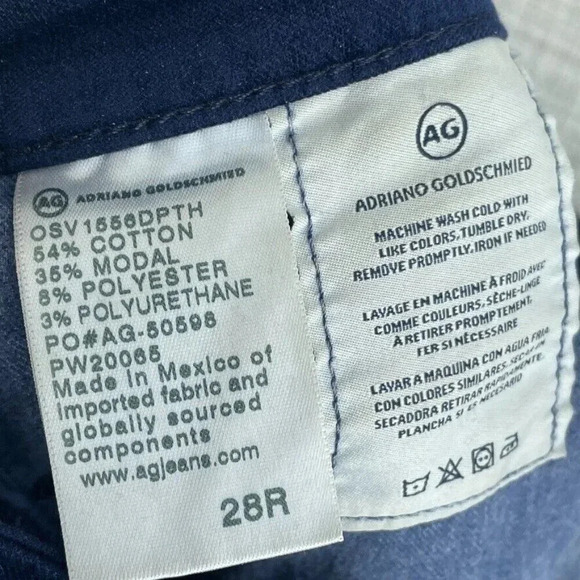 AG ADRIANO GOLDSCHMIED
OSV1556DPTH
54% COTTON
35% MODAL
8% POLYESTER
3% POLYURETHANE
PO#AG-50598
PW20065
Made in Mexico of
imported fabric and
globally sourced
components
www.agjeans.com
28R
AG
ADRIANO GOLDSCHMIED
MACHINE WASH COLD WITH
LIKE COLORS, TUMBLE DRY,
REMOVE PROMPTLY, IRON IF NEEDED
LAVAGE EN MACHINE À FROID AVEC
COMME COULEURS, SÈCHE-LINGE
À RETIRER PROMPTEMENT,
FER SI NÉCESSAIRE
LAVAR A MAQUINA CON AGUA FRIA
CON COLORES SIMILARES. SECAR EN
SECADORA RETIRAR RAPIDAMENTE.
PLANCHA SI ES NECESARIO